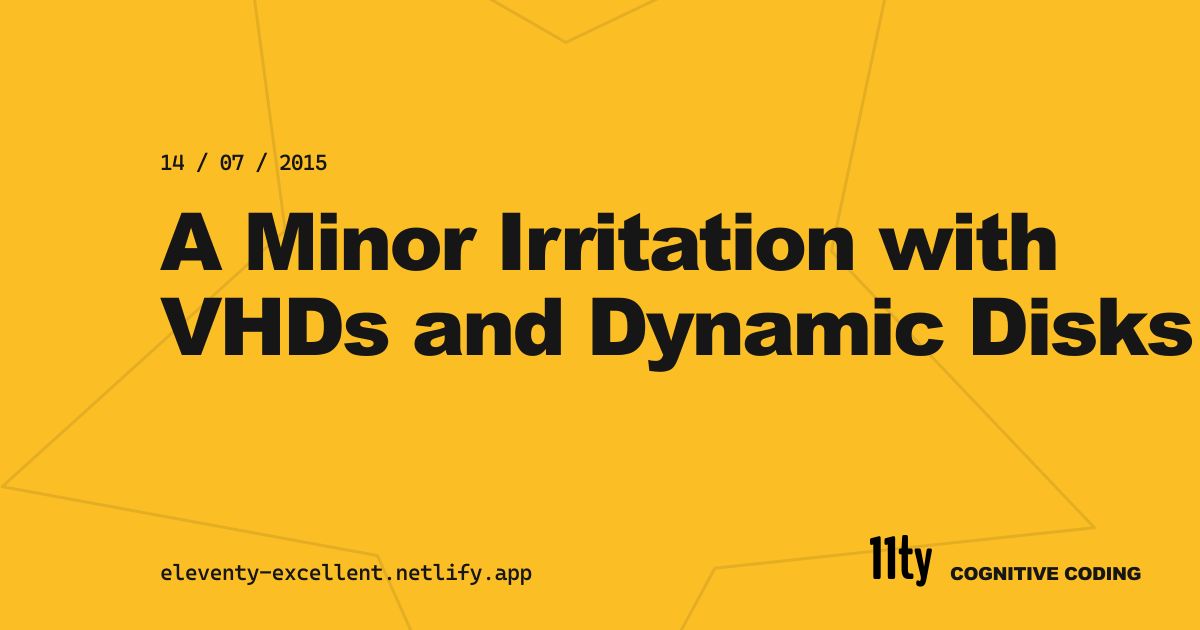 14 / 07 / 2015
A Minor Irritation with
VHDs and Dynamic Disks
eleventy-excellent.netlify.app
11ty COGNITIVE CODING